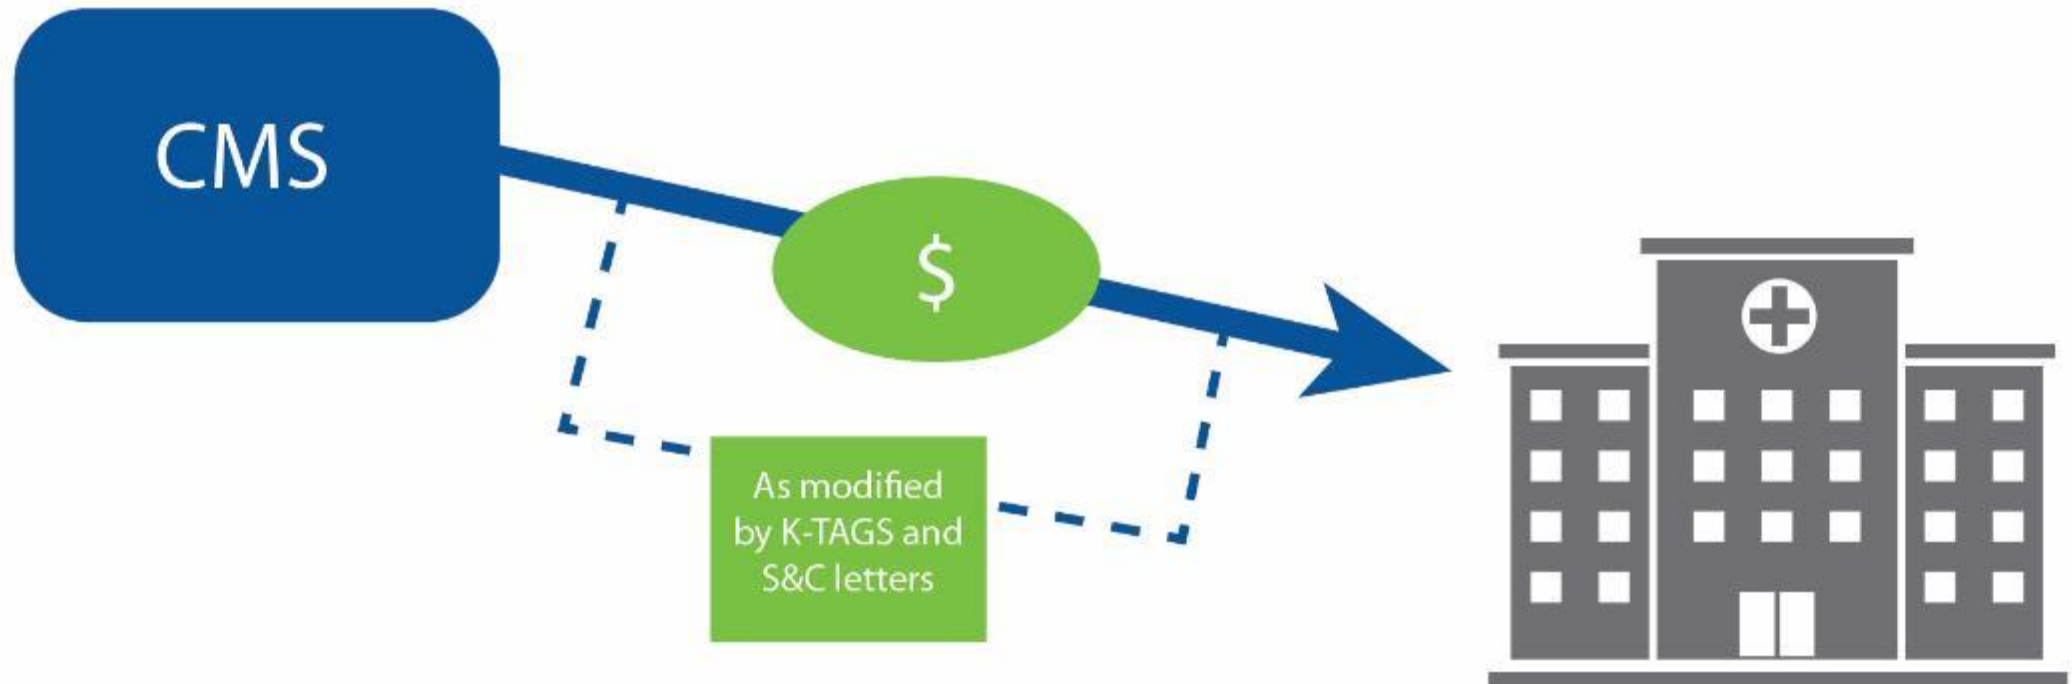 CMS
$
As modified
by K-TAGS and
S&C letters